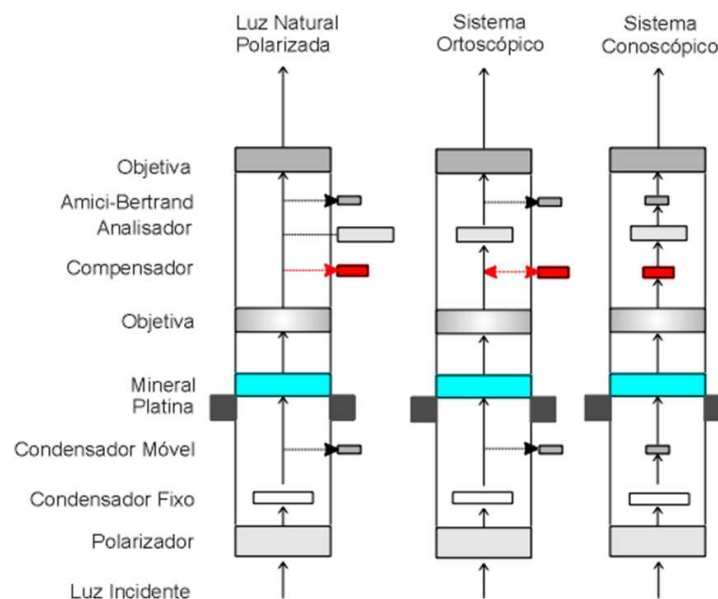 Luz Natural
Polarizada
Sistema
Ortoscópico
Sistema
Conoscópico
Objetiva
Amici-Bertrand
Analisador
Compensador
Objetiva
Mineral
Platina
Condensador Móvel
Condensador Fixo
Polarizador
Luz Incidente